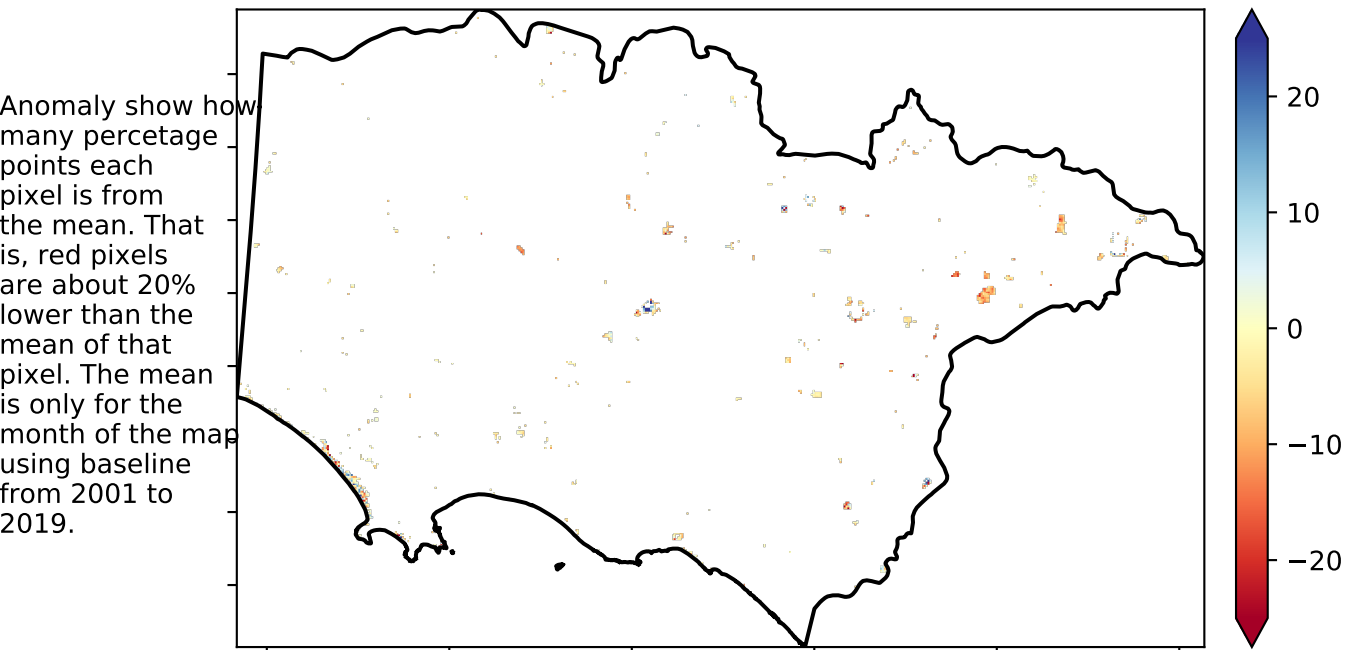 Anomaly show how
many percetage
points each
pixel is from
the mean. That
is, red pixels
are about 20%
lower than the
mean of that
pixel. The mean
is only for the
month of the map
using baseline
from 2001 to
2019.
20
10
0
−10
−20